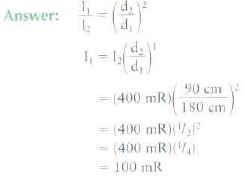 Answer: I₁/I₂ = (d₂/d₁)²
I₁ = I₂(d₂/d₁)¹
= (400 mR)(90 cm/180 cm)²
= (400 mR)(1/2)²
= (400 mR)(1/4)
= 100 mR